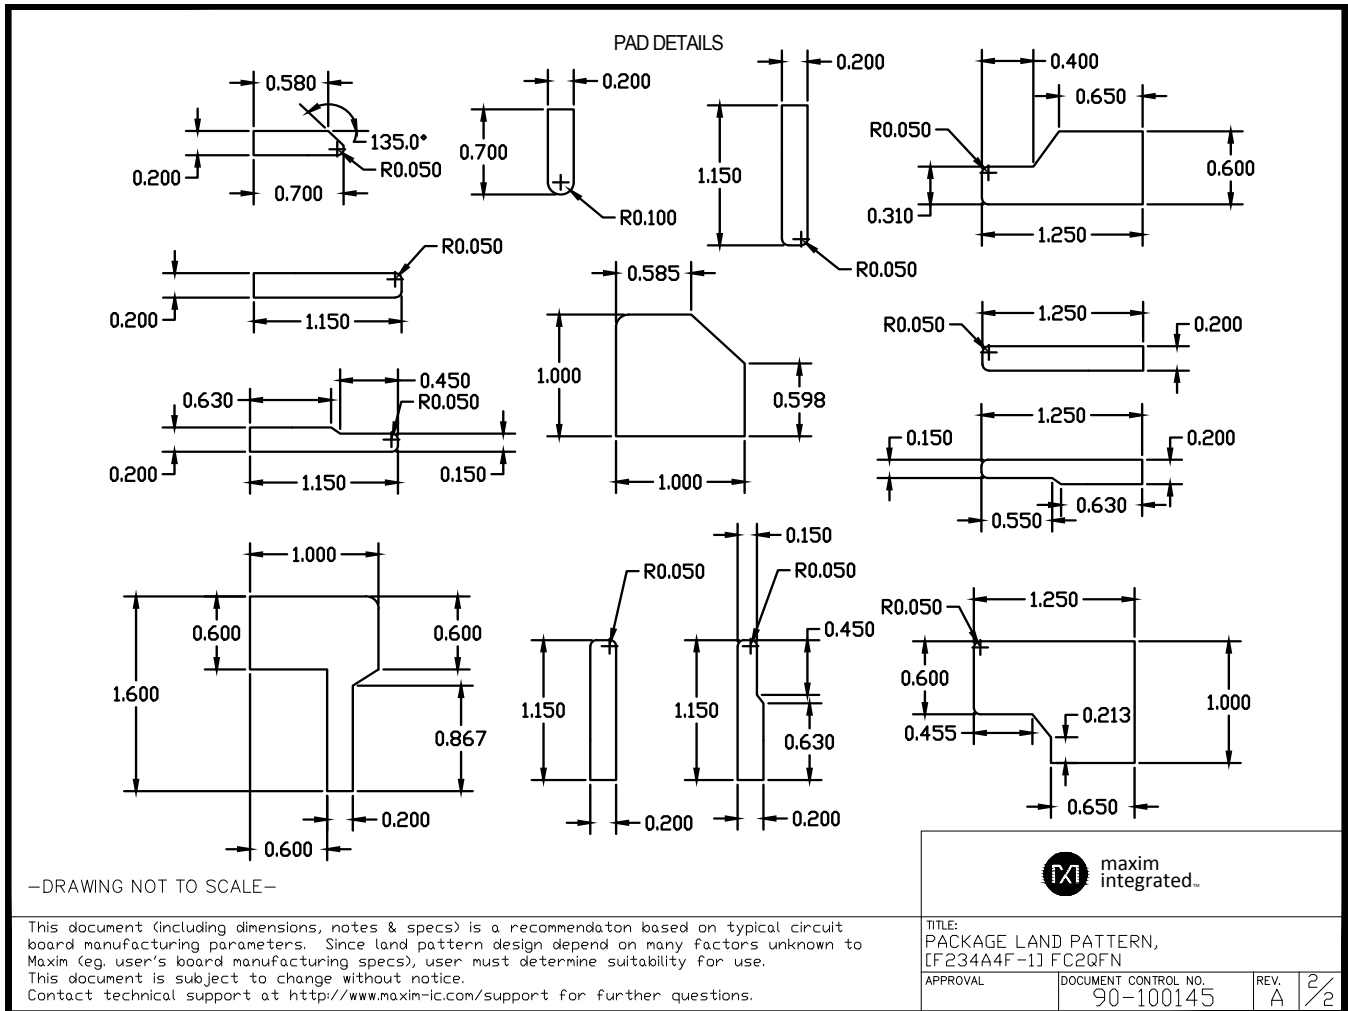 PAD DETAILS
0.580
135.0°
R0.050
0.200
0.700
0.200
0.700
R0.100
0.200
1.150
R0.050
0.400
0.650
R0.050
0.600
0.310
1.250
R0.050
0.200
1.150
0.585
1.000
0.598
1.000
1.250
R0.050
0.200
0.450
0.630
R0.050
0.200
1.150
0.150
1.250
0.150
0.200
0.630
0.550
1.000
0.600
0.600
1.600
0.867
0.200
0.600
R0.050
1.150
0.200
0.150
R0.050
0.450
1.150
0.630
0.200
1.250
R0.050
0.600
0.213
1.000
0.455
0.650
-DRAWING NOT TO SCALE-
This document (including dimensions, notes & specs) is a recommendaton based on typical circuit
board manufacturing parameters. Since land pattern design depend on many factors unknown to
Maxim (eg. user's board manufacturing specs), user must determine suitability for use.
This document is subject to change without notice.
Contact technical support at http://www.maxim-ic.com/support for further questions.
maxim
integrated™
TITLE:
PACKAGE LAND PATTERN,
[F234A4F-1] FC2QFN
APPROVAL
DOCUMENT CONTROL NO.
90-100145
REV.
A
2/2